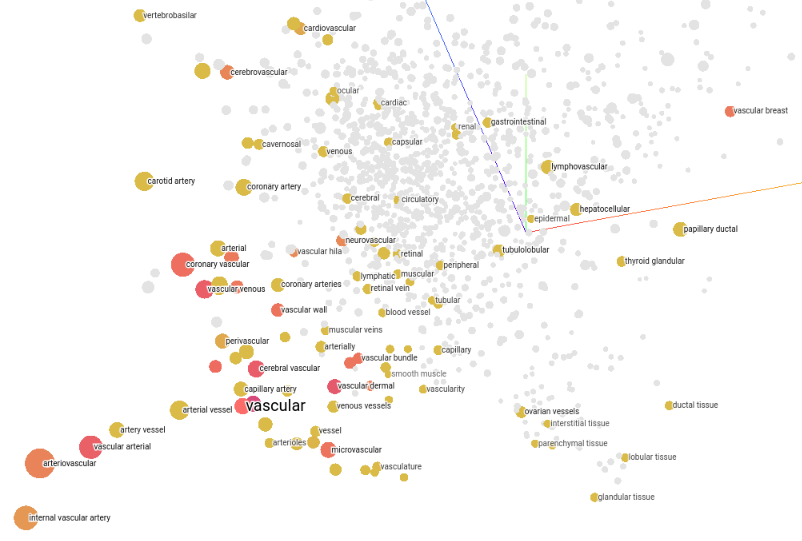 vertebrobasilar
cardiovascular
cerebrovascular
ocular
cardiac
vascular breast
gastrointestinal
renal
cavernosal
capsular
venous
lymphovascular
carotid artery
coronary artery
cerebral
circulatory
hepatocellular
epidermal
papillary ductal
neurovascular
arterial
vascular hila
retinal
tubulolobular
coronary vascular
peripheral
thyroid glandular
lymphatic
muscular
coronary arteries
vascular venous
retinal vein
tubular
vascular wall
blood vessel
muscular veins
perivascular
arterially
capillary
vascular bundle
cerebral vascular
smooth muscle
vascular dermal
capillary artery
vascularity
vascular
venous vessels
ductal tissue
arterial vessel
ovarian vessels
interstitial tissue
artery vessel
vessel
vascular arterial
arterioles
parenchymal tissue
microvascular
lobular tissue
arteriovascular
vasculature
glandular tissue
internal vascular artery